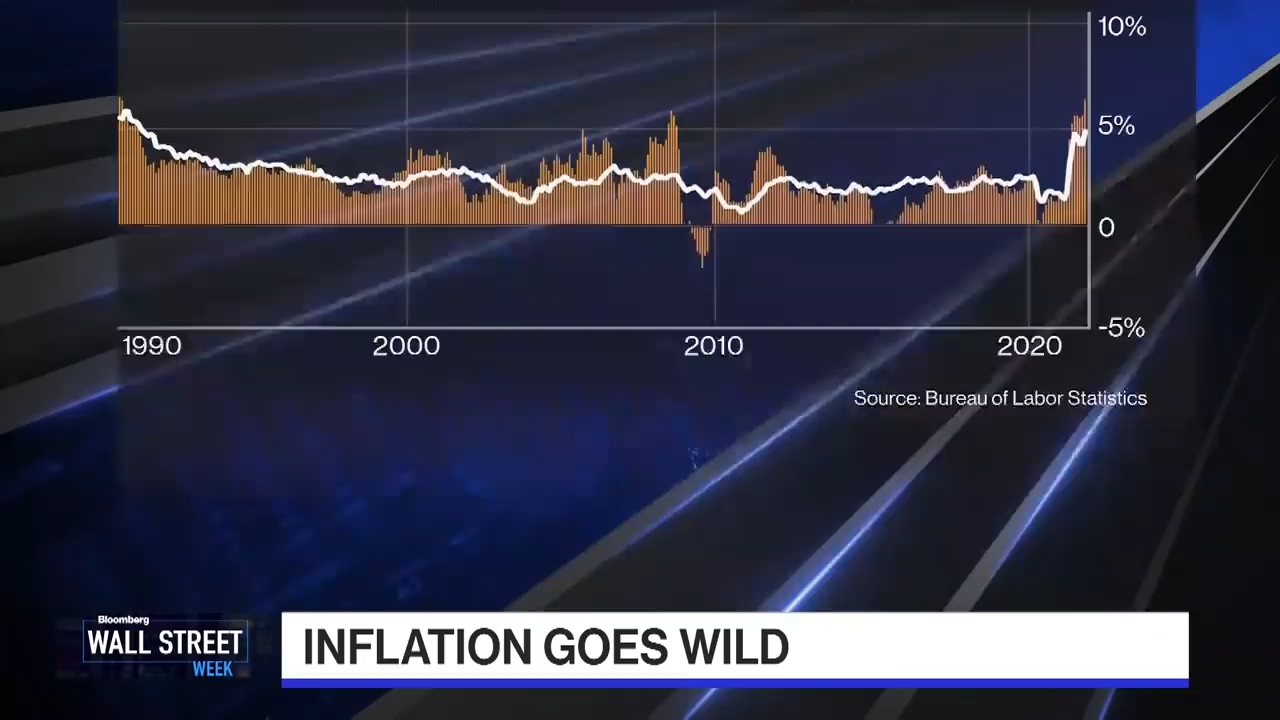 10%
5%
0
-5%
1990 2000 2010 2020
Source: Bureau of Labor Statistics
Bloomberg
WALL STREET
WEEK
INFLATION GOES WILD